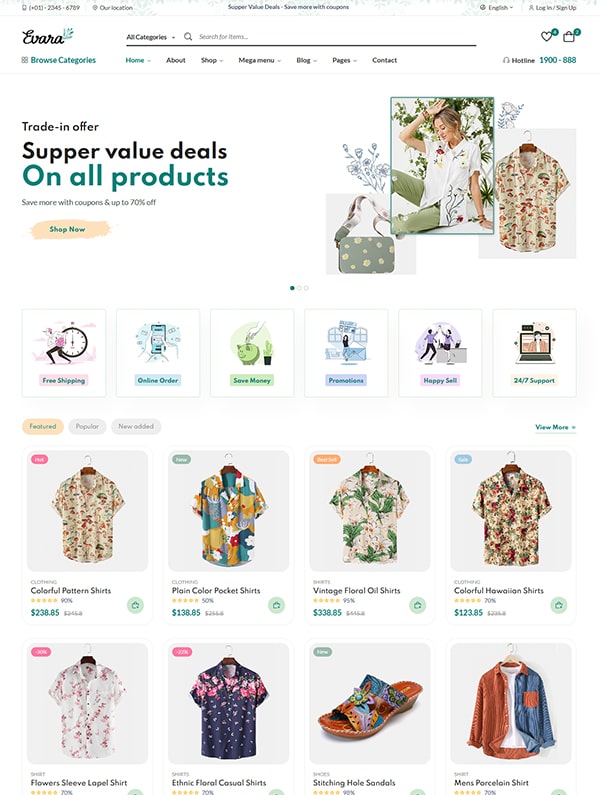 (+01) - 2345 - 6789 Our location Supper Value Deals - Save more with coupons English Log In / Sign Up
Evara All Categories Search for items... 4 2
Browse Categories Home About Shop Mega menu Blog Pages Contact Hotline 1900 - 888
Trade-in offer
Supper value deals
On all products
Save more with coupons & up to 70% off
Shop Now
Free Shipping Online Order Save Money Promotions Happy Sell 24/7 Support
Featured Popular New added View More
Hot New Best Sell Sale
CLOTHING CLOTHING SHIRTS CLOTHING
Colorful Pattern Shirts Plain Color Pocket Shirts Vintage Floral Oil Shirts Colorful Hawaiian Shirts
90% 50% 95% 70%
$238.85 $245.8 $138.85 $255.8 $338.85 $445.8 $123.85 $235.8
-30% -22% New
SHIRT SHIRTS SHOES SHIRT
Flowers Sleeve Lapel Shirt Ethnic Floral Casual Shirts Stitching Hole Sandals Mens Porcelain Shirt
70% 70% 98% 70%